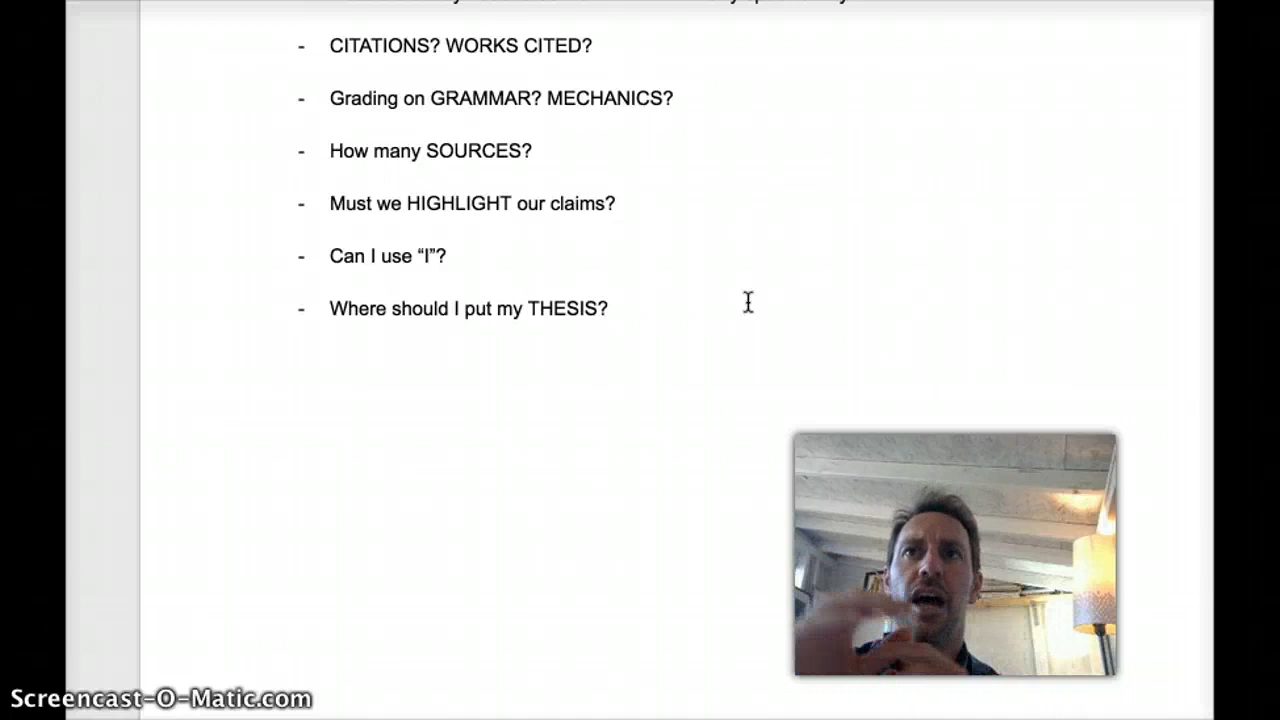 - CITATIONS? WORKS CITED?
- Grading on GRAMMAR? MECHANICS?
- How many SOURCES?
- Must we HIGHLIGHT our claims?
- Can I use “I”?
- Where should I put my THESIS?
Screencast-O-Matic.com